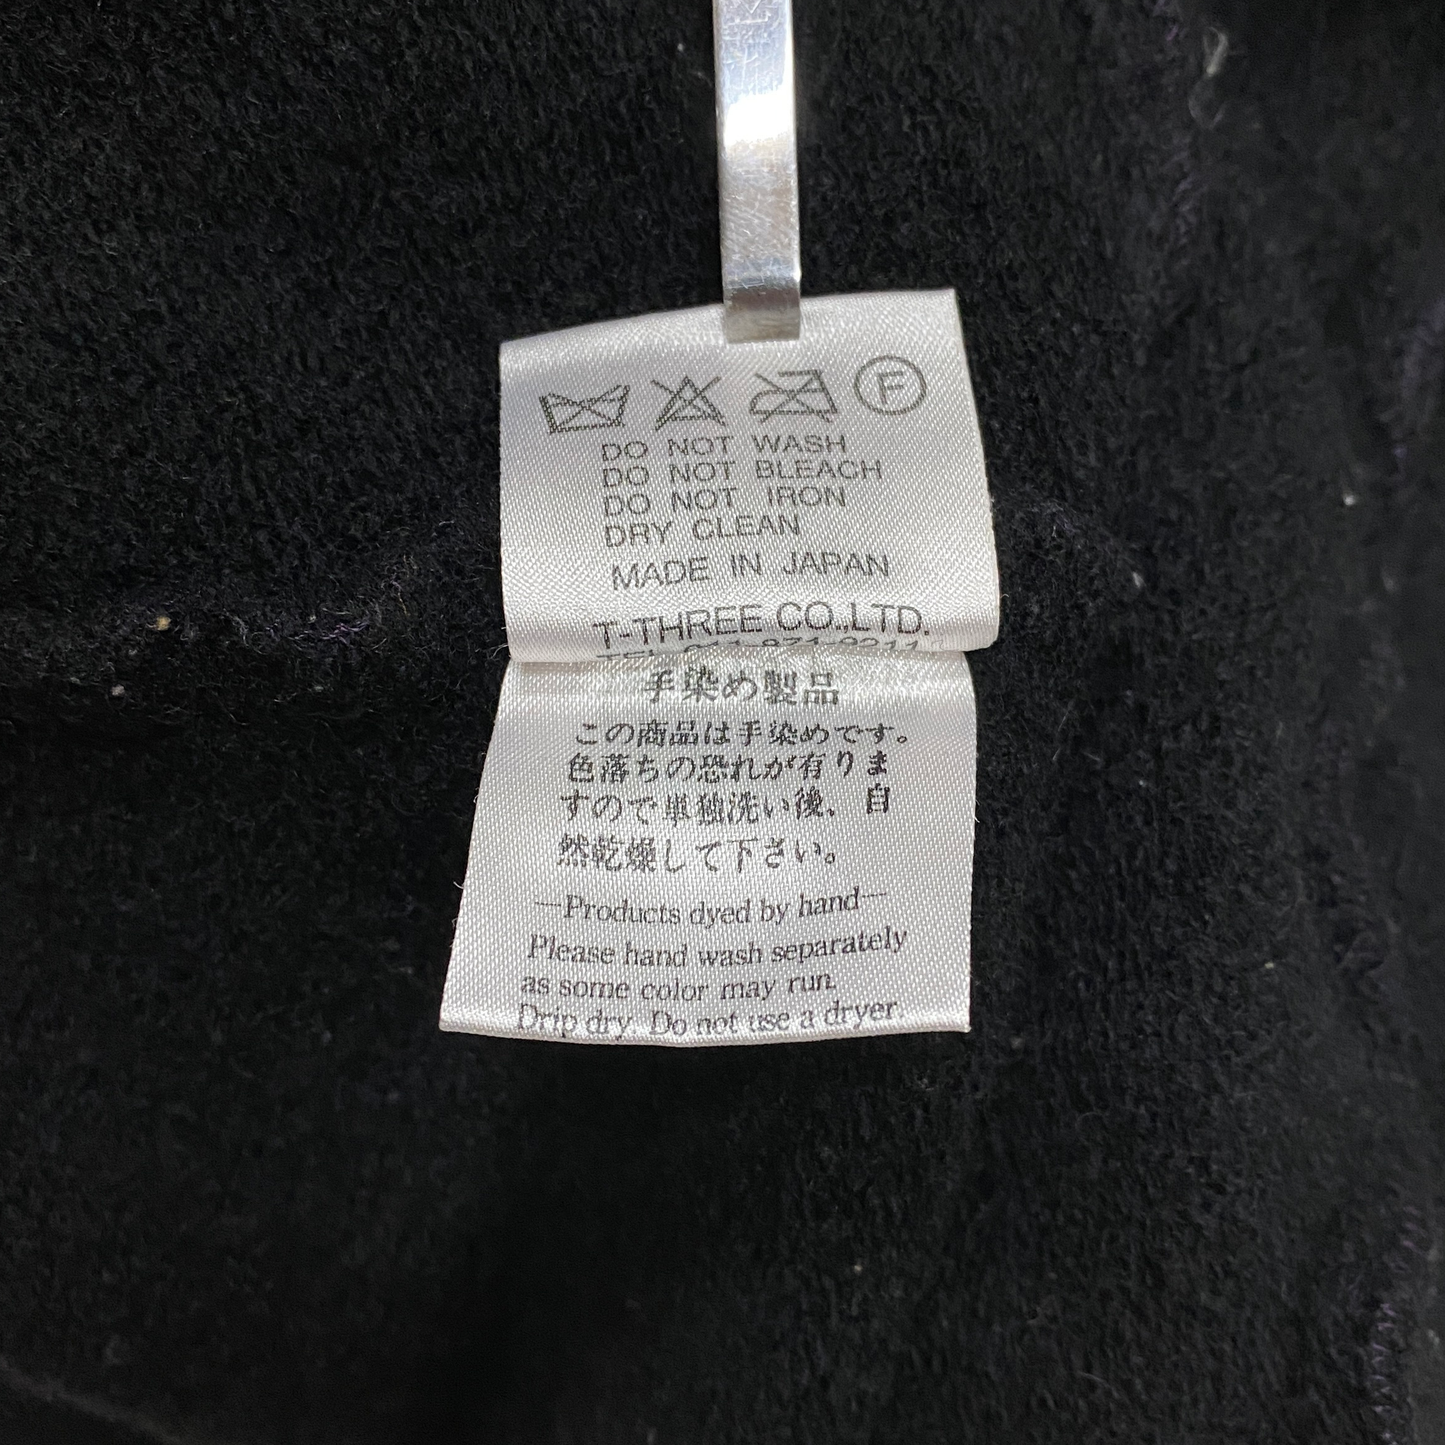 F
DO NOT WASH
DO NOT BLEACH
DO NOT IRON
DRY CLEAN
MADE IN JAPAN
T-THREE CO.,LTD.
TEL 011-871-9211
手染め製品
この商品は手染めです。
色落ちの恐れが有りま
すので単独洗い後、自
然乾燥して下さい。
—Products dyed by hand—
Please hand wash separately
as some color may run.
Drip dry. Do not use a dryer.